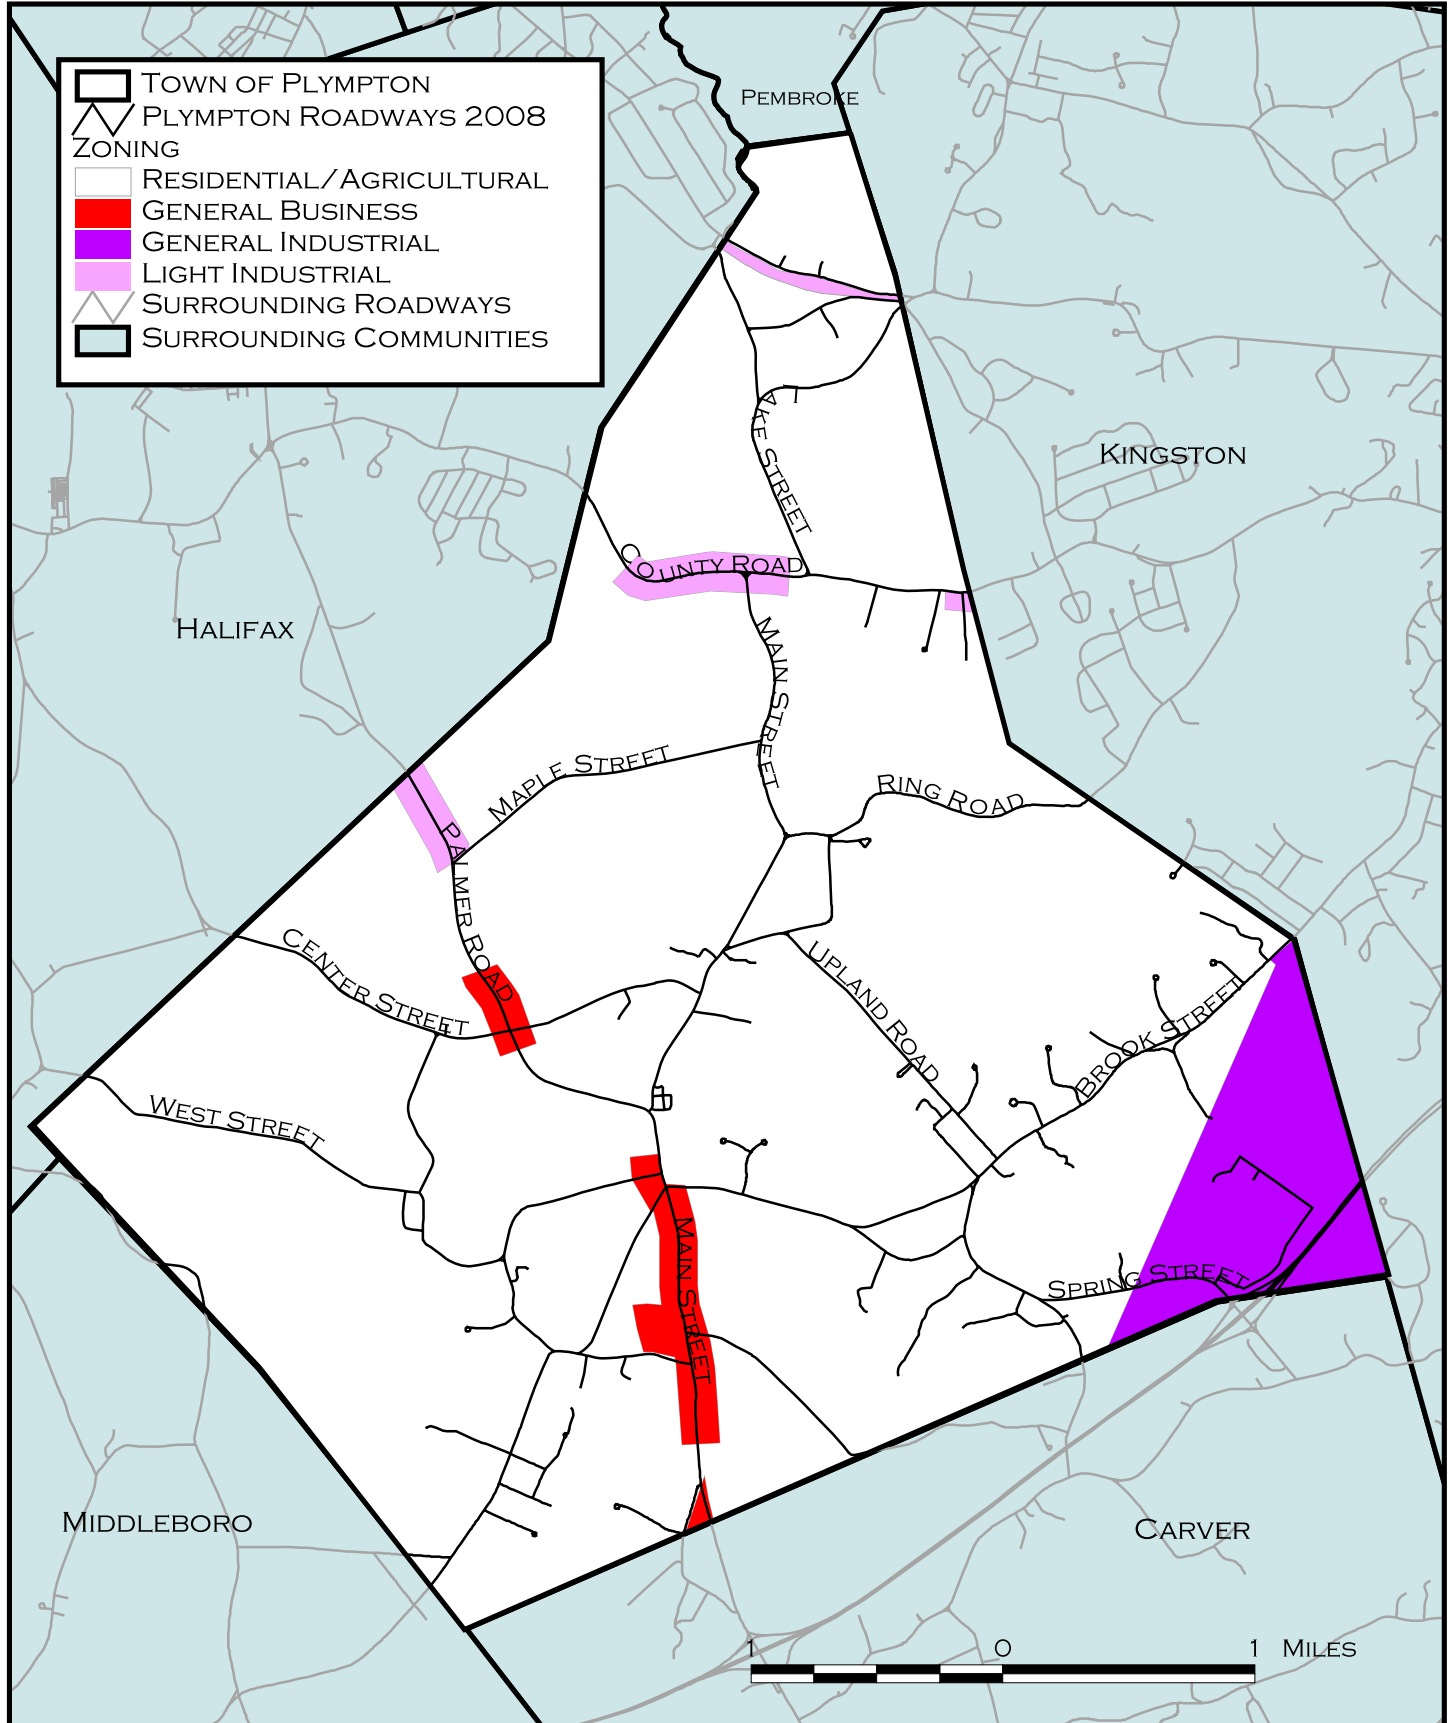 Pembroke
Town of Plympton
Plympton Roadways 2008
Zoning
Residential/Agricultural
General Business
General Industrial
Light Industrial
Surrounding Roadways
Surrounding Communities
Lake Street
Kingston
County Road
Halifax
Main Street
Maple Street
Ring Road
Palmer Road
Center Street
Upland Road
Brook Street
West Street
Main Street
Spring Street
Middleboro
Carver
1 0 1 Miles